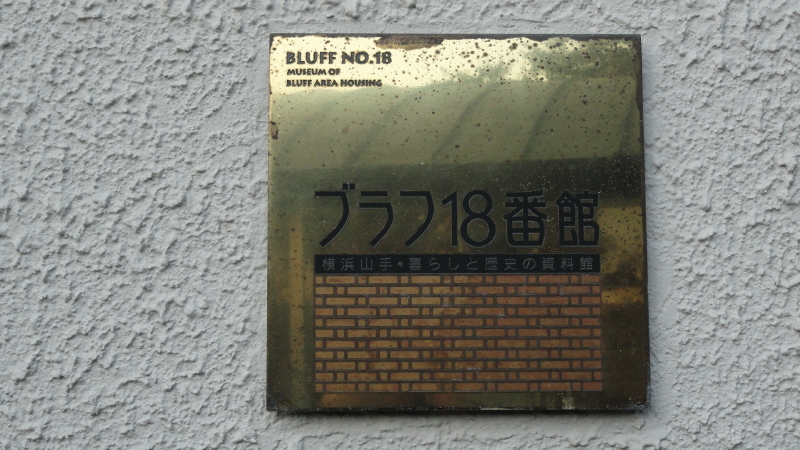 BLUFF NO.18
MUSEUM OF
BLUFF AREA HOUSING
ブラフ18番館
横浜山手・暮らしと歴史の資料館